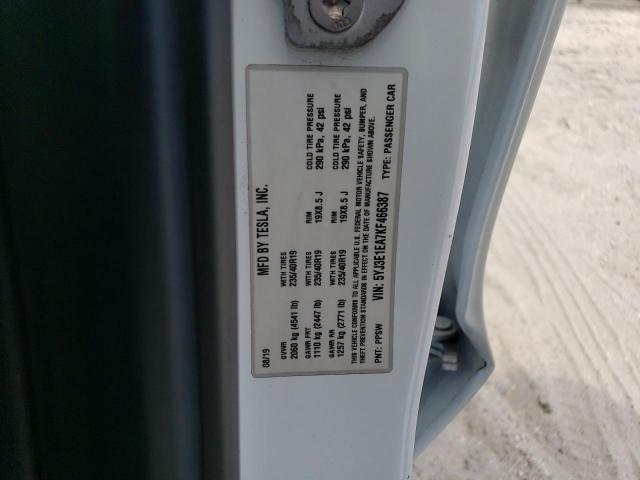 MFD BY TESLA, INC.
08/19
GVWR WITH TIRES RIM COLD TIRE PRESSURE
2060 kg (4541 lb) 235/40R19 19X8.5 J 290 kPa, 42 psi
GAWR FRT WITH TIRES RIM COLD TIRE PRESSURE
1110 kg (2447 lb) 235/40R19 19X8.5 J 290 kPa, 42 psi
GAWR RR WITH TIRES
1257 kg (2771 lb) 235/40R19
THIS VEHICLE CONFORMS TO ALL APPLICABLE U.S. FEDERAL MOTOR VEHICLE SAFETY, BUMPER, AND
THEFT PREVENTION STANDARDS IN EFFECT ON THE DATE OF MANUFACTURE SHOWN ABOVE.
PNT: PPSW VIN: 5YJ3E1EA7KF466387 TYPE: PASSENGER CAR